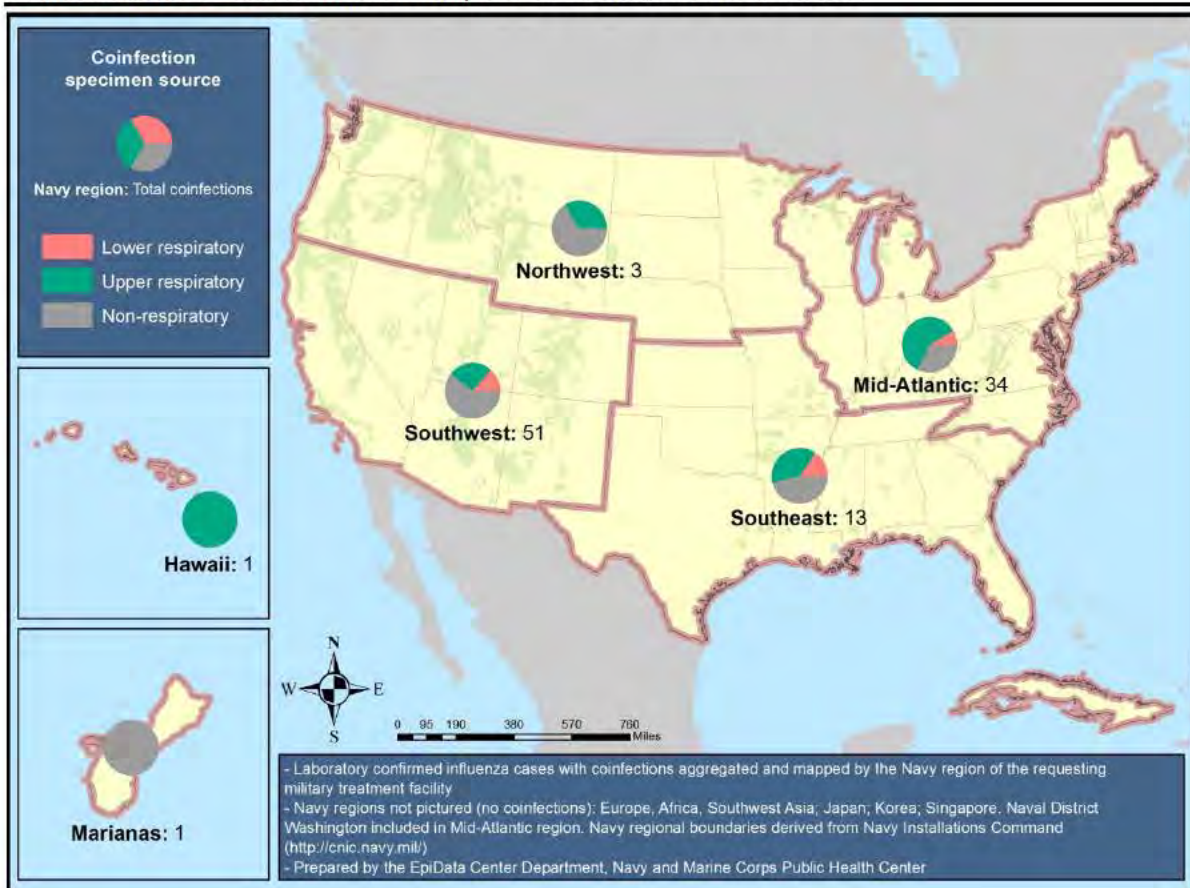 Coinfection
specimen source
Navy region: Total coinfections
Lower respiratory
Upper respiratory
Non-respiratory
Northwest: 3
Mid-Atlantic: 34
Southwest: 51
Southeast: 13
Hawaii: 1
Marianas: 1
N
W E
S
0 95 190 380 570 760
Miles
- Laboratory confirmed influenza cases with coinfections aggregated and mapped by the Navy region of the requesting
military treatment facility
- Navy regions not pictured (no coinfections): Europe, Africa, Southwest Asia; Japan; Korea; Singapore. Naval District
Washington included in Mid-Atlantic region. Navy regional boundaries derived from Navy Installations Command
(http://cnic.navy.mil/)
- Prepared by the EpiData Center Department, Navy and Marine Corps Public Health Center